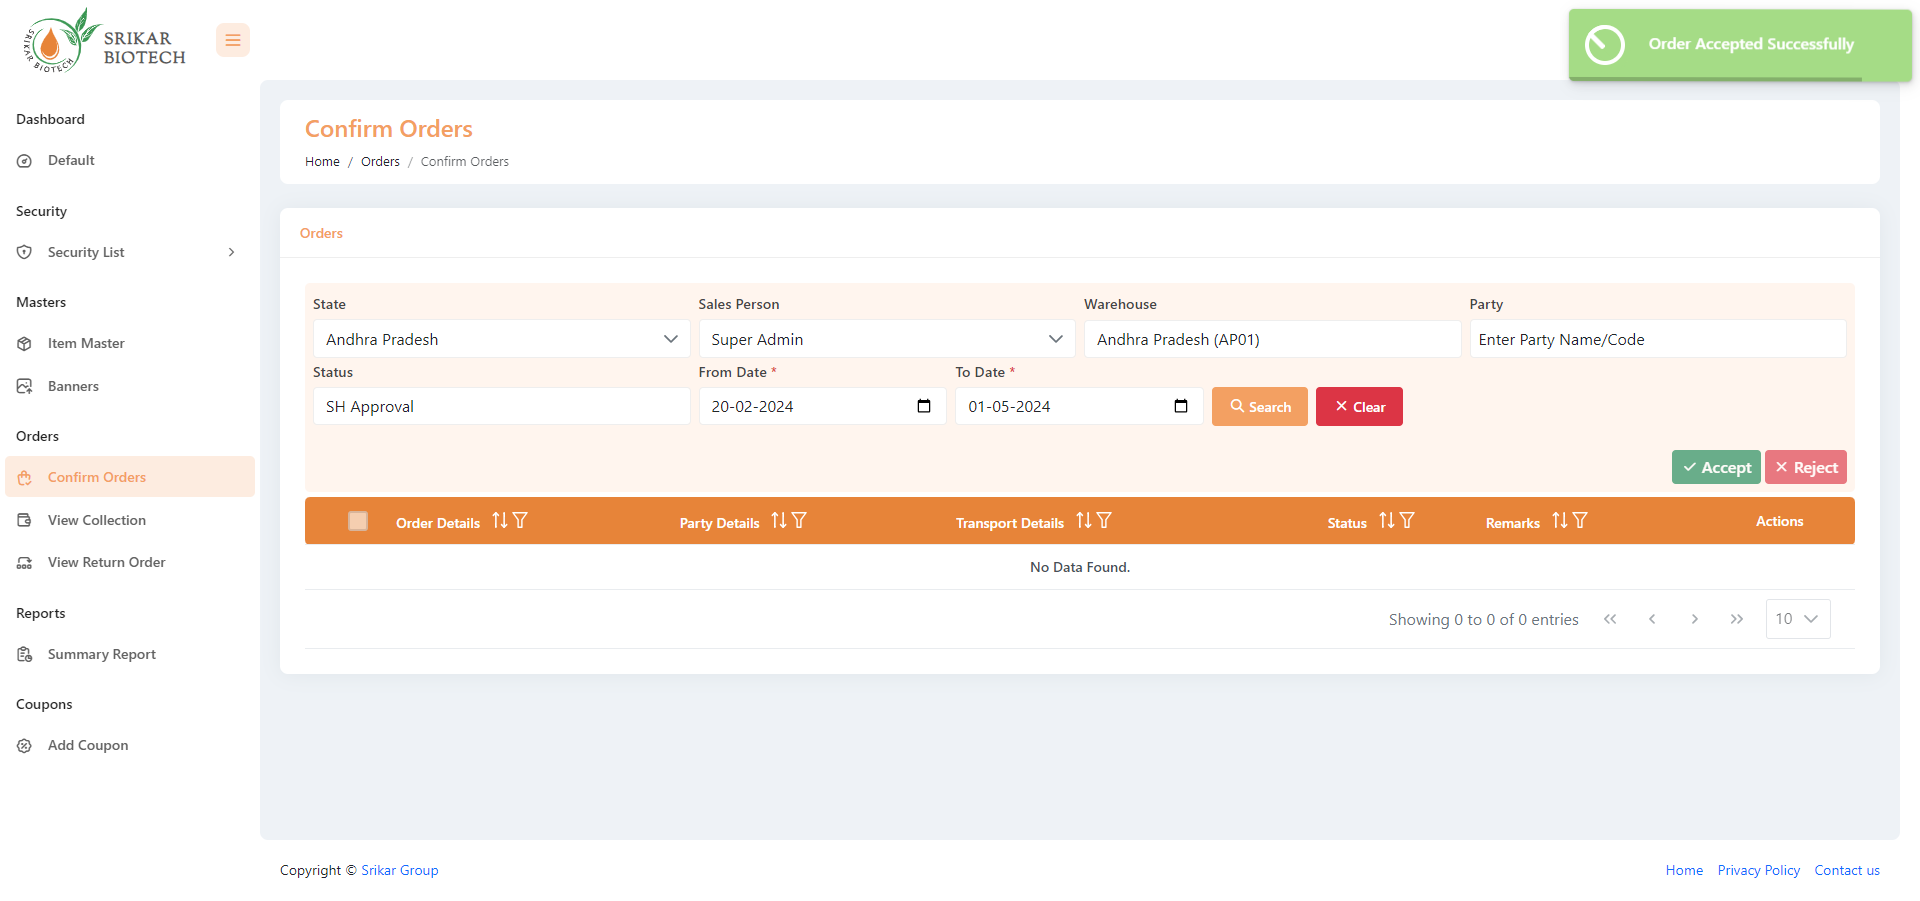 SRIKAR BIOTECH
SRIKAR
BIOTECH
Order Accepted Successfully
Dashboard
Default
Security
Security List
Masters
Item Master
Banners
Orders
Confirm Orders
View Collection
View Return Order
Reports
Summary Report
Coupons
Add Coupon
Confirm Orders
Home / Orders / Confirm Orders
Orders
State Sales Person Warehouse Party
Andhra Pradesh Super Admin Andhra Pradesh (AP01) Enter Party Name/Code
Status From Date * To Date *
SH Approval 20-02-2024 01-05-2024 Search Clear
Accept Reject
Order Details Party Details Transport Details Status Remarks Actions
No Data Found.
Showing 0 to 0 of 0 entries 10
Copyright © Srikar Group Home Privacy Policy Contact us